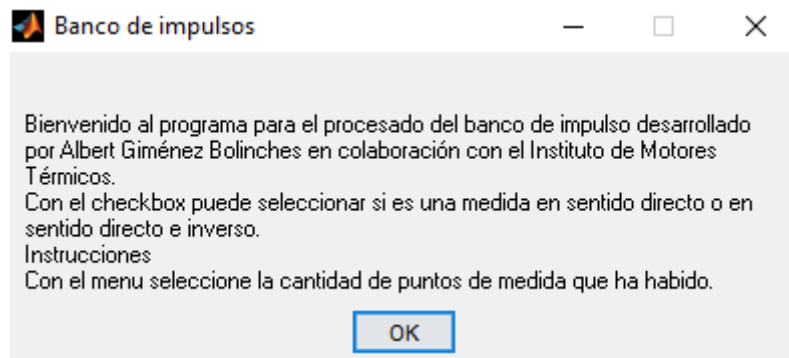 Banco de impulsos
Bienvenido al programa para el procesado del banco de impulso desarrollado
por Albert Giménez Bolinches en colaboración con el Instituto de Motores
Térmicos.
Con el checkbox puede seleccionar si es una medida en sentido directo o en
sentido directo e inverso.
Instrucciones
Con el menu seleccione la cantidad de puntos de medida que ha habido.
OK